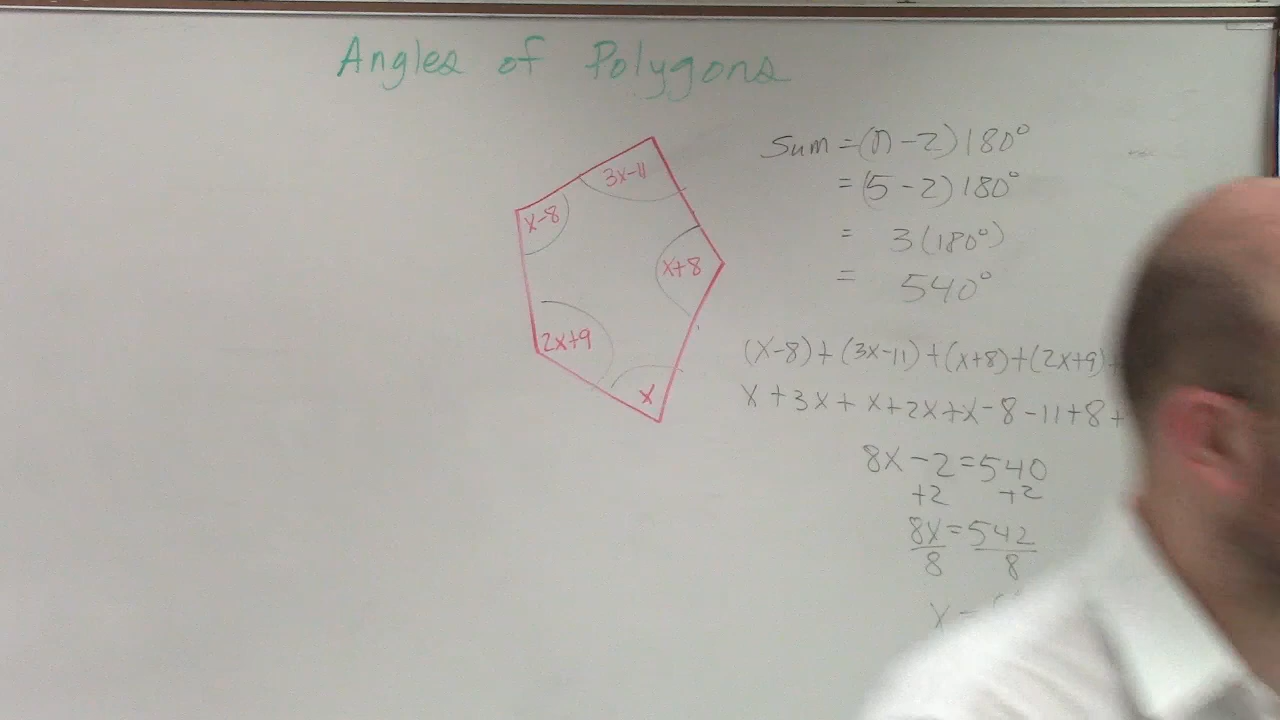 Angles of Polygons
3x-11
x-8
x+8
2x+9
x
Sum = (n-2)180°
= (5-2)180°
= 3(180°)
= 540°
(x-8)+(3x-11)+(x+8)+(2x+9)+
x+3x+x+2x+x-8-11+8+
8x-2=540
+2 +2
8x=542
8 8
x =